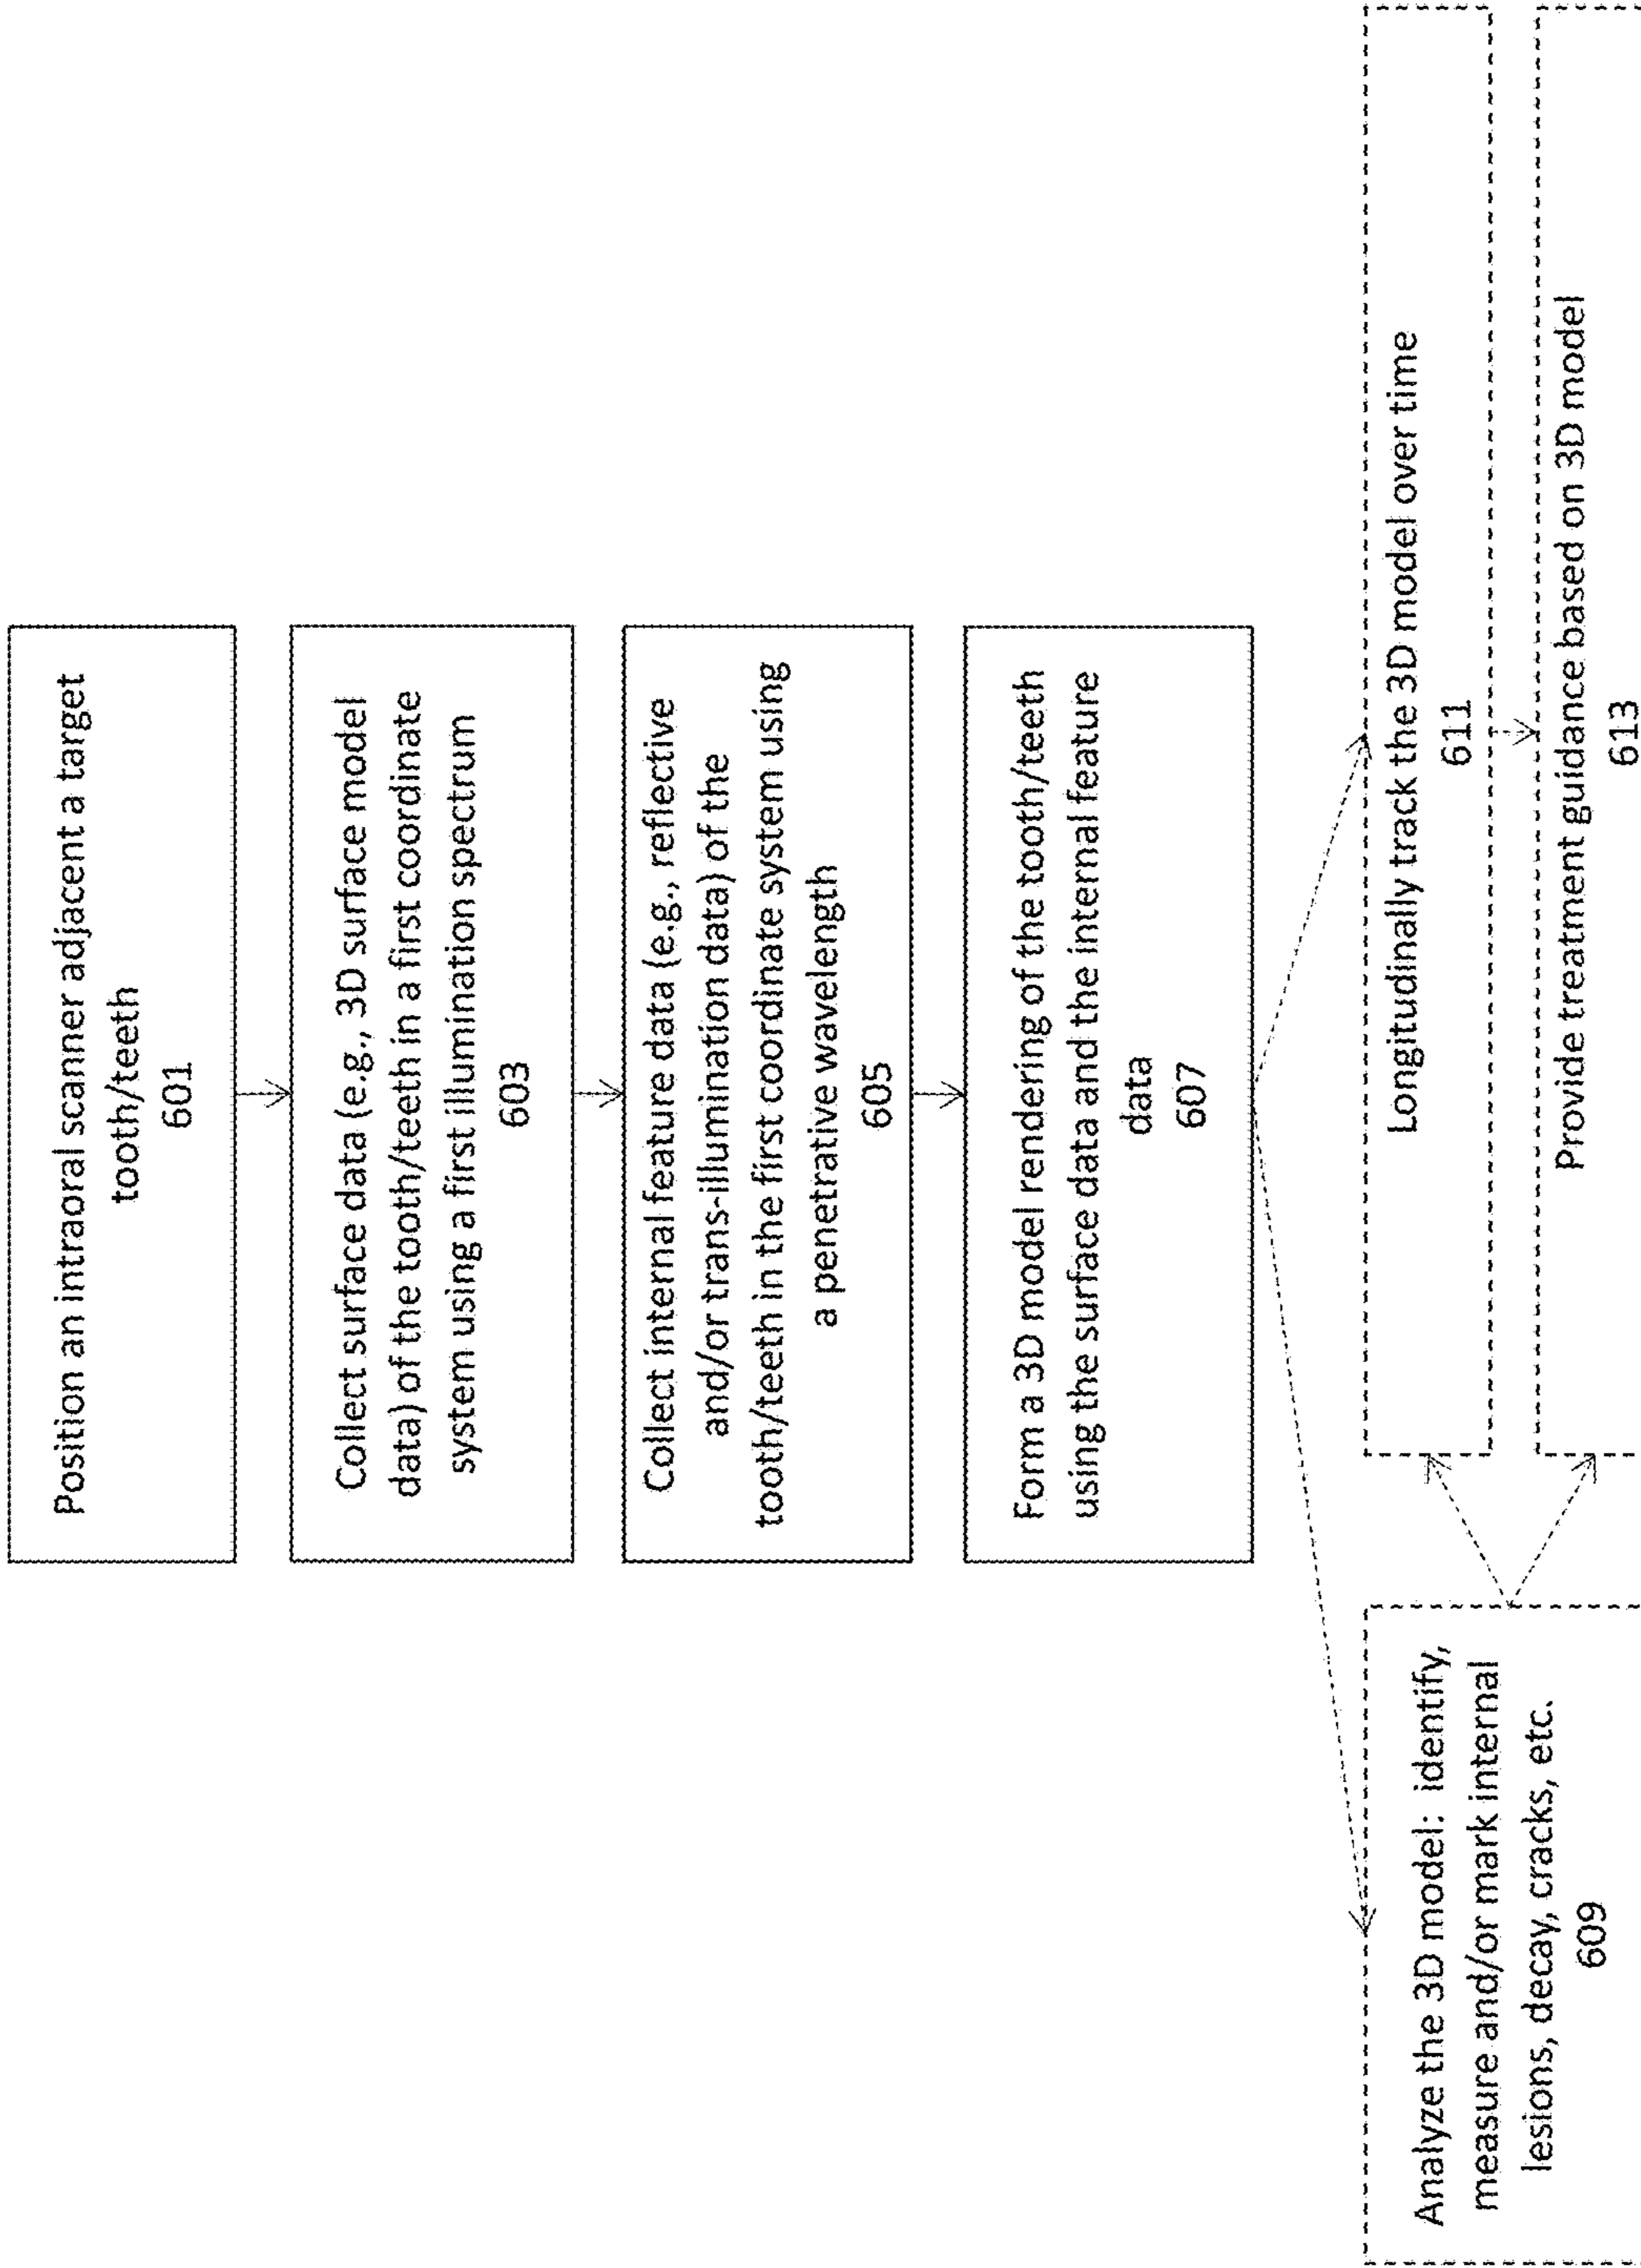 Position an intraoral scanner adjacent a target
tooth/teeth
601
Collect surface data (e.g., 3D surface model
data) of the tooth/teeth in a first coordinate
system using a first illumination spectrum
603
Collect internal feature data (e.g., reflective
and/or trans-illumination data) of the
tooth/teeth in the first coordinate system using
a penetrative wavelength
605
Form a 3D model rendering of the tooth/teeth
using the surface data and the internal feature
data
607
Analyze the 3D model: identify,
measure and/or mark internal
lesions, decay, cracks, etc.
609
Longitudinally track the 3D model over time
611
Provide treatment guidance based on 3D model
613